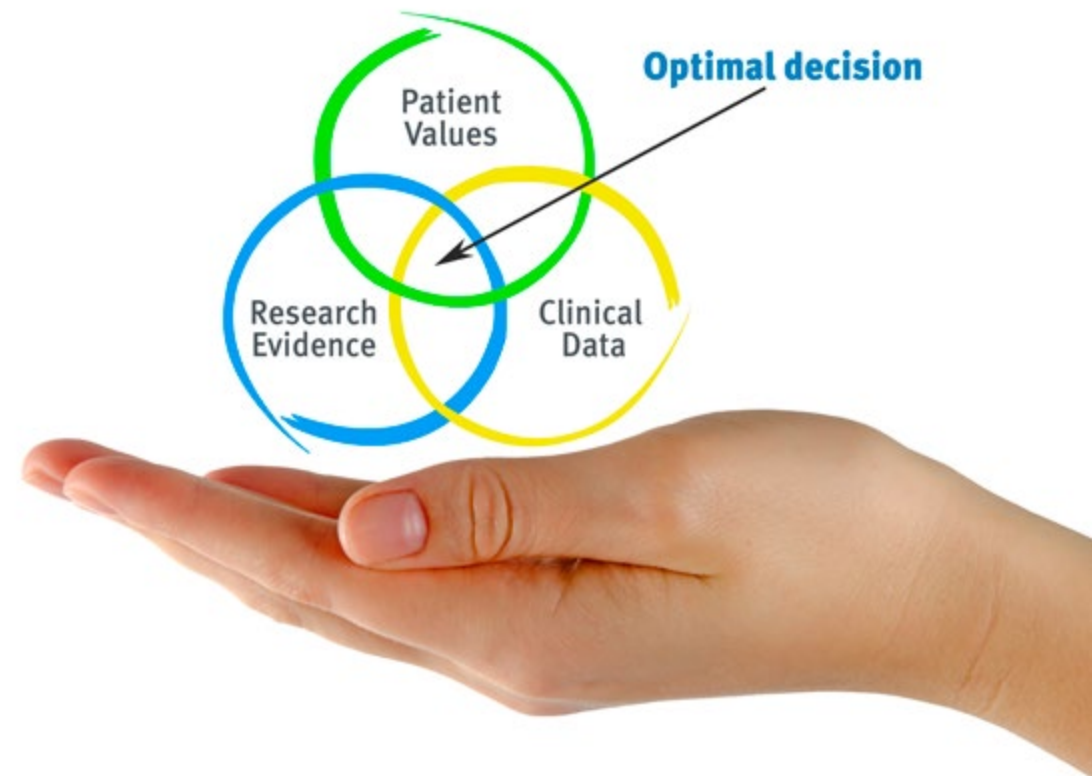 Optimal decision
Patient
Values
Research
Evidence
Clinical
Data